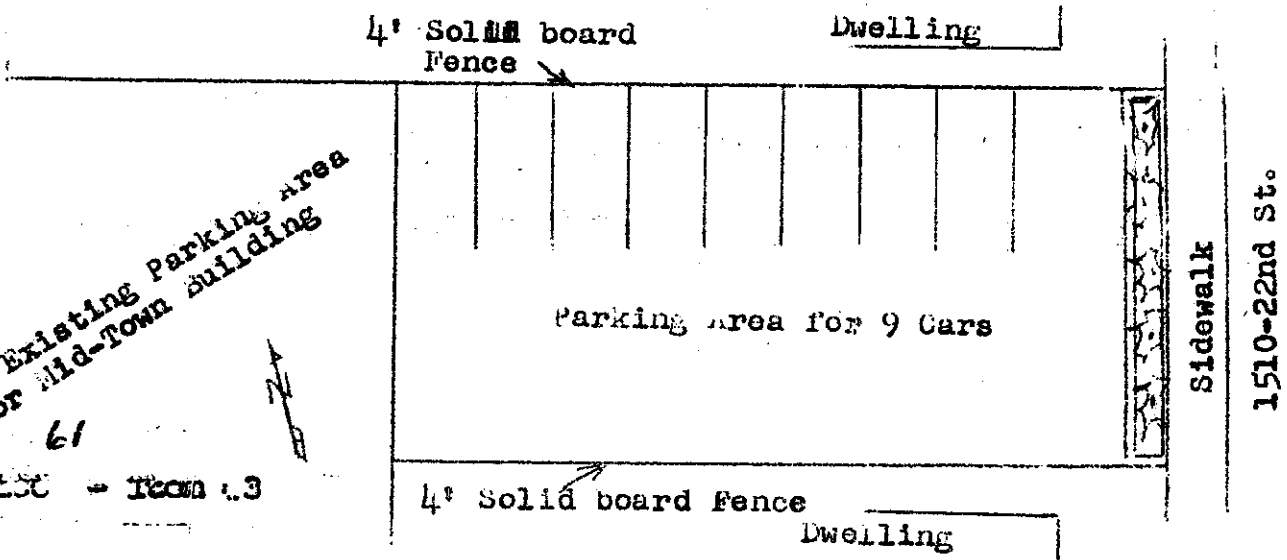 4' Solid board
Fence
Dwelling
Existing Parking Area
or Mid-Town Building
Parking Area for 9 Cars
N
Sidewalk
1510-22nd St.
61
4' Solid board Fence
Dwelling